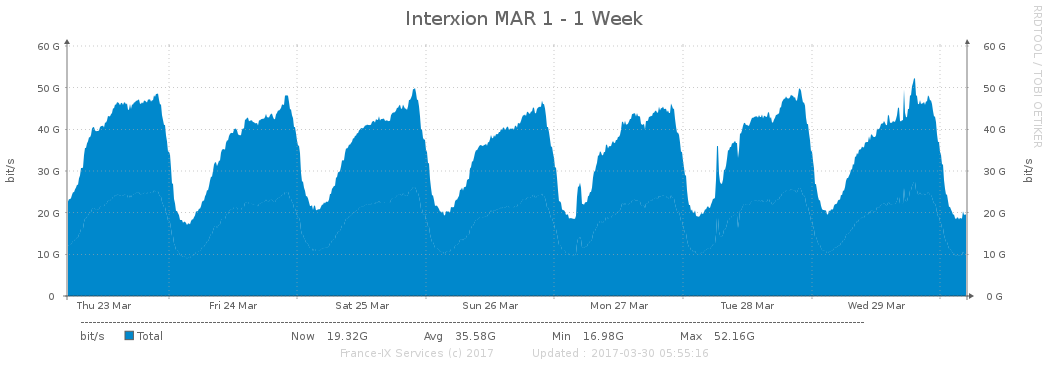 Interxion MAR 1 - 1 Week
RRDTOOL / TOBI OETIKER
60 G 60 G
50 G 50 G
40 G 40 G
30 G 30 G
20 G 20 G
10 G 10 G
0 0 G
bit/s bit/s
Thu 23 Mar Fri 24 Mar Sat 25 Mar Sun 26 Mar Mon 27 Mar Tue 28 Mar Wed 29 Mar
bit/s Total Now 19.32G Avg 35.58G Min 16.98G Max 52.16G
France-IX Services (c) 2017 Updated : 2017-03-30 05:55:16